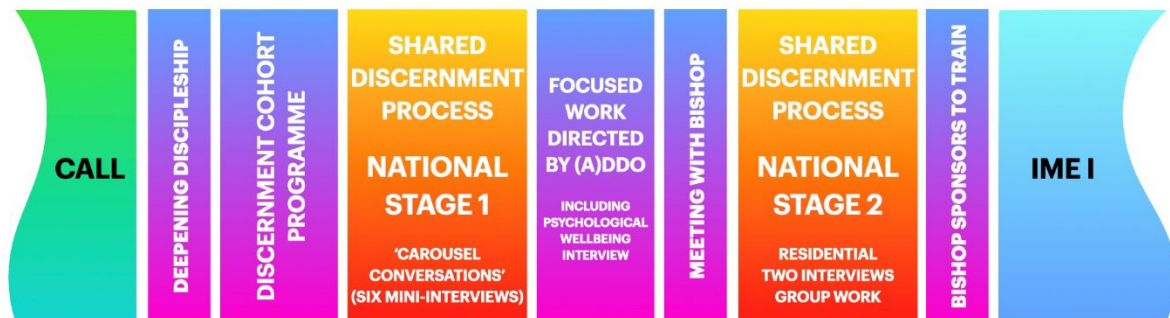 CALL
DEEPENING DISCIPLESHIP
DISCERNMENT COHORT
PROGRAMME
SHARED
DISCERNMENT
PROCESS
NATIONAL
STAGE 1
‘CAROUSEL
CONVERSATIONS’
(SIX MINI-INTERVIEWS)
FOCUSED
WORK
DIRECTED
BY (A)DDO
INCLUDING
PSYCHOLOGICAL
WELLBEING
INTERVIEW
MEETING WITH BISHOP
SHARED
DISCERNMENT
PROCESS
NATIONAL
STAGE 2
RESIDENTIAL
TWO INTERVIEWS
GROUP WORK
BISHOP SPONSORS TO TRAIN
IME I